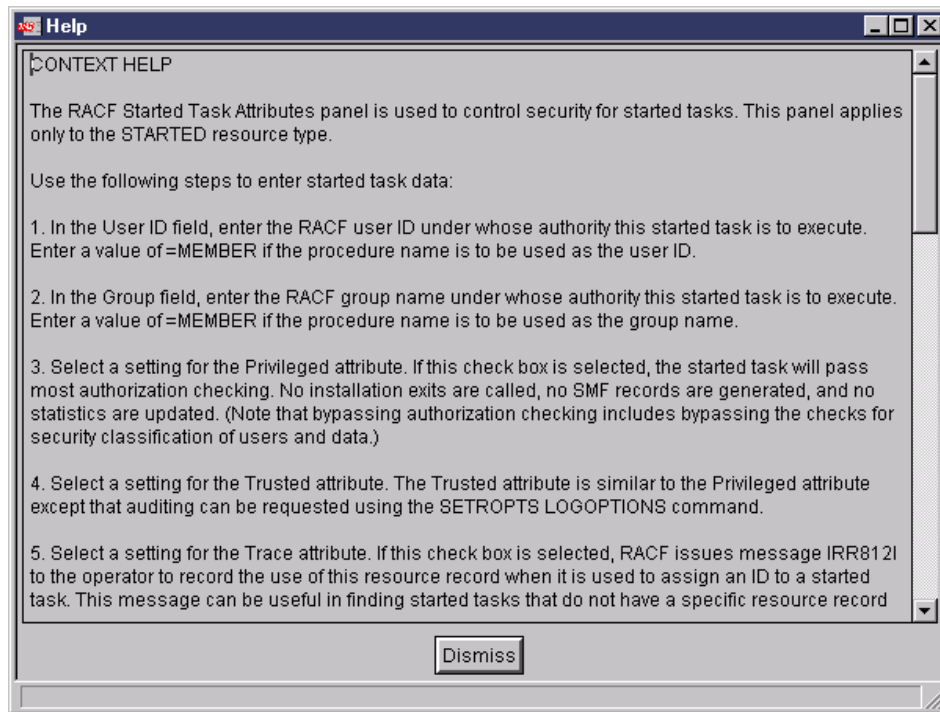 Help
CONTEXT HELP
The RACF Started Task Attributes panel is used to control security for started tasks. This panel applies
only to the STARTED resource type.
Use the following steps to enter started task data:
1. In the User ID field, enter the RACF user ID under whose authority this started task is to execute.
Enter a value of =MEMBER if the procedure name is to be used as the user ID.
2. In the Group field, enter the RACF group name under whose authority this started task is to execute.
Enter a value of =MEMBER if the procedure name is to be used as the group name.
3. Select a setting for the Privileged attribute. If this check box is selected, the started task will pass
most authorization checking. No installation exits are called, no SMF records are generated, and no
statistics are updated. (Note that bypassing authorization checking includes bypassing the checks for
security classification of users and data.)
4. Select a setting for the Trusted attribute. The Trusted attribute is similar to the Privileged attribute
except that auditing can be requested using the SETROPTS LOGOPTIONS command.
5. Select a setting for the Trace attribute. If this check box is selected, RACF issues message IRR812I
to the operator to record the use of this resource record when it is used to assign an ID to a started
task. This message can be useful in finding started tasks that do not have a specific resource record
Dismiss